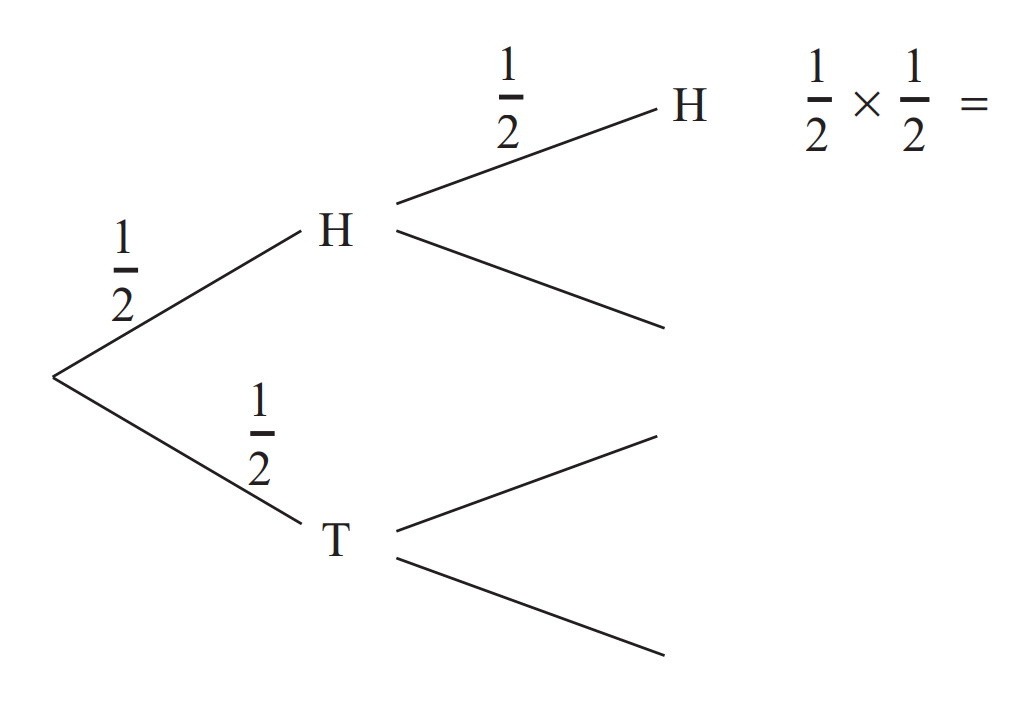 1/2 H 1/2 × 1/2 =
1/2 H
1/2 T